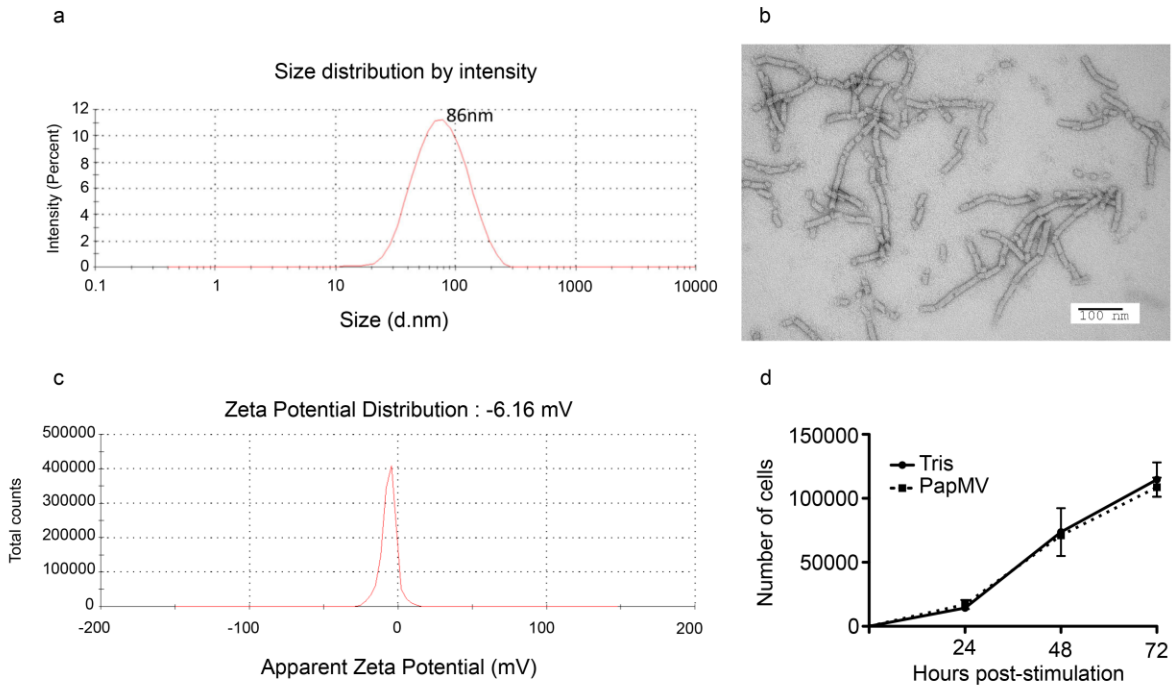 a
Size distribution by intensity
86nm
Intensity (Percent)
12
10
8
6
4
2
0
0.1 1 10 100 1000 10000
Size (d.nm)
b
100 nm
c
Zeta Potential Distribution : -6.16 mV
Total counts
500000
400000
300000
200000
100000
0
-200 -100 0 100 200
Apparent Zeta Potential (mV)
d
Number of cells
150000
100000
50000
0
Tris
PapMV
24 48 72
Hours post-stimulation